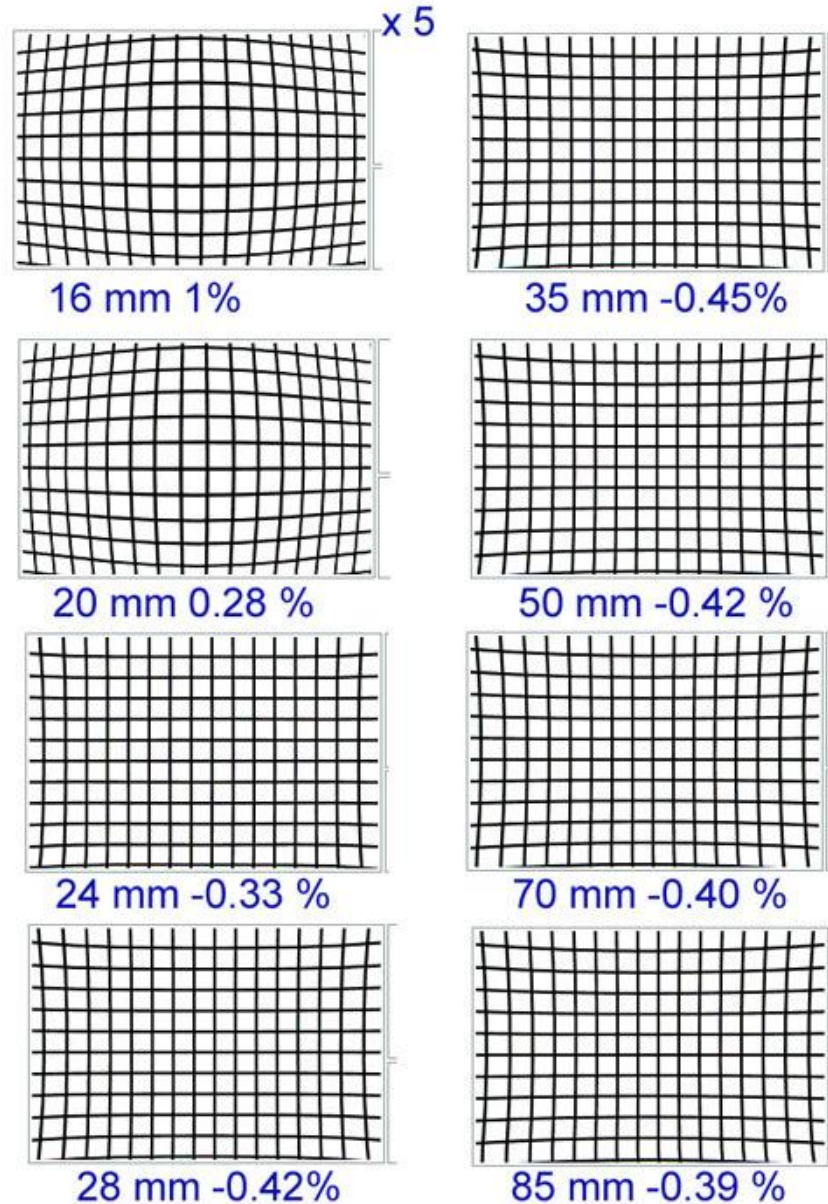 x 5
16 mm 1%
35 mm -0.45%
20 mm 0.28 %
50 mm -0.42 %
24 mm -0.33 %
70 mm -0.40 %
28 mm -0.42%
85 mm -0.39 %